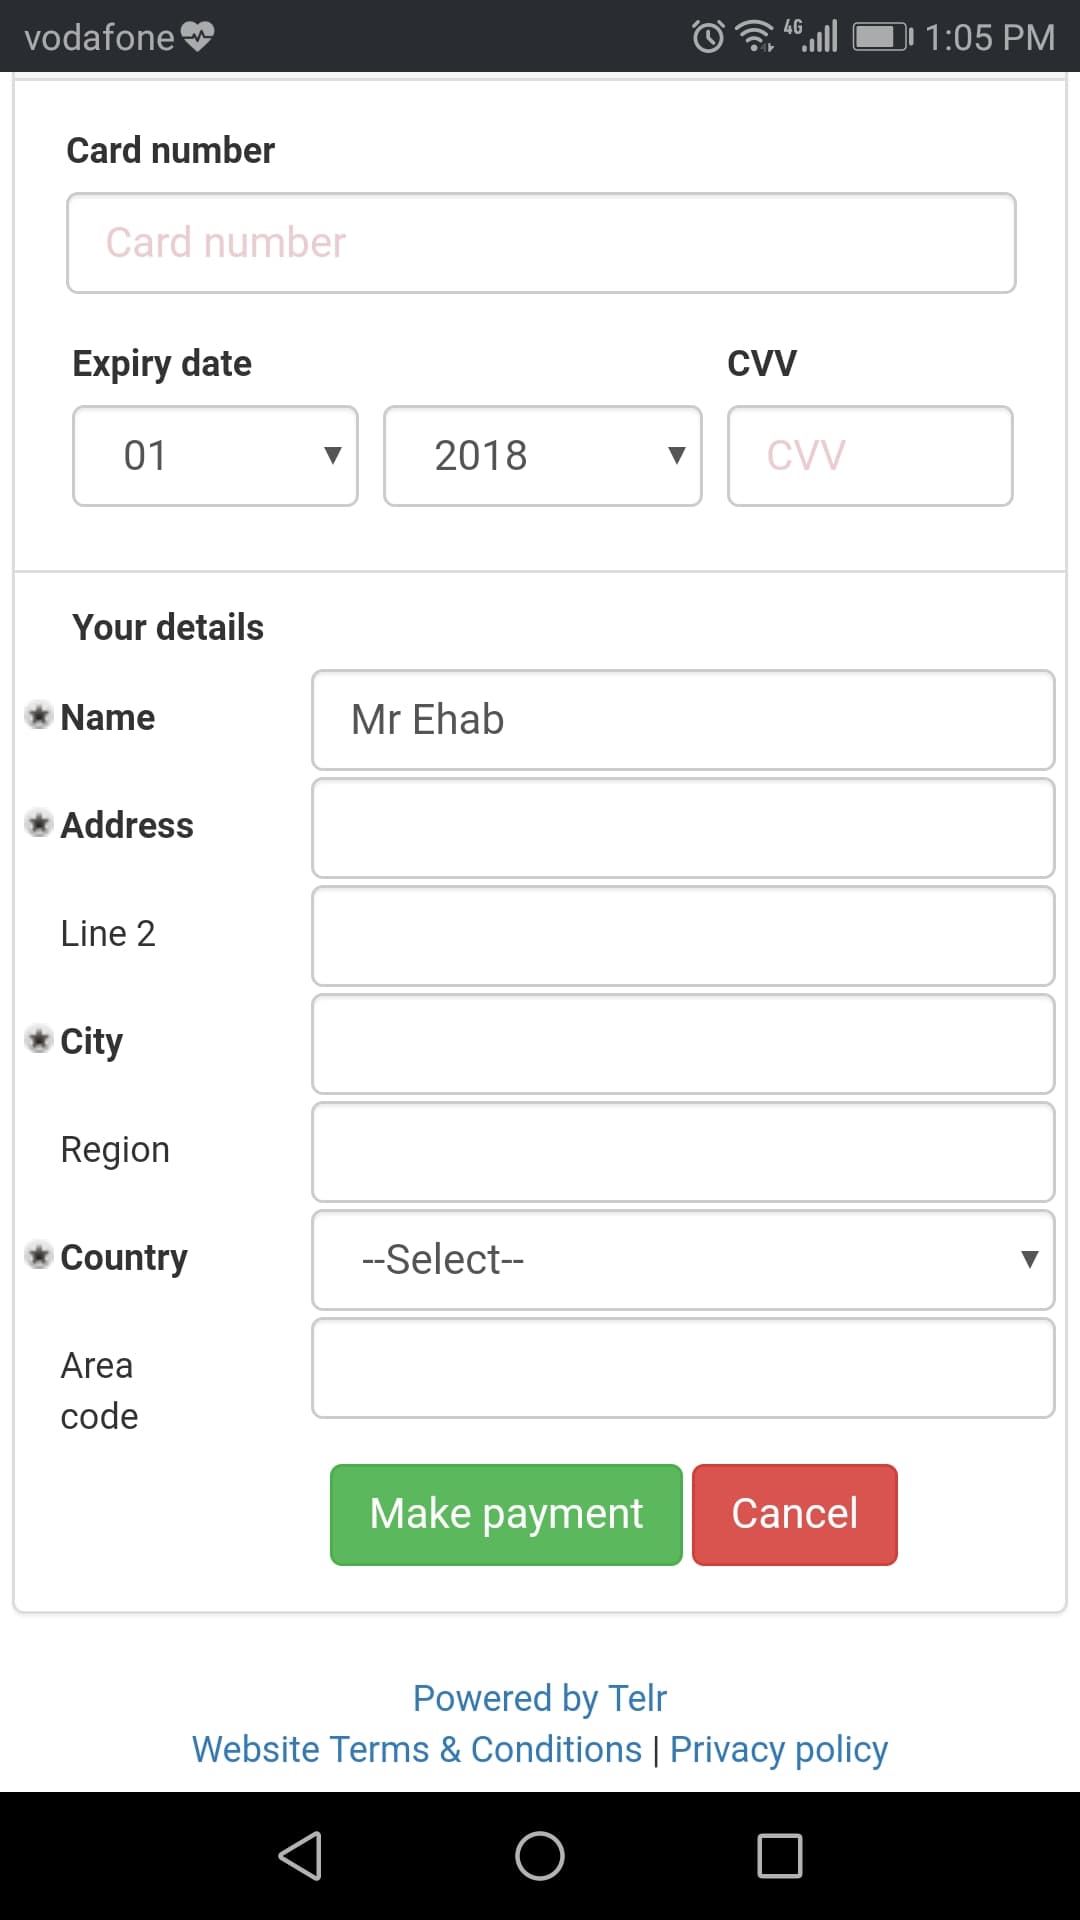 vodafone 4G 1:05 PM
Card number
Card number
Expiry date CVV
01 2018 CVV
Your details
Name Mr Ehab
Address
Line 2
City
Region
Country --Select--
Area
code
Make payment Cancel
Powered by Telr
Website Terms & Conditions | Privacy policy